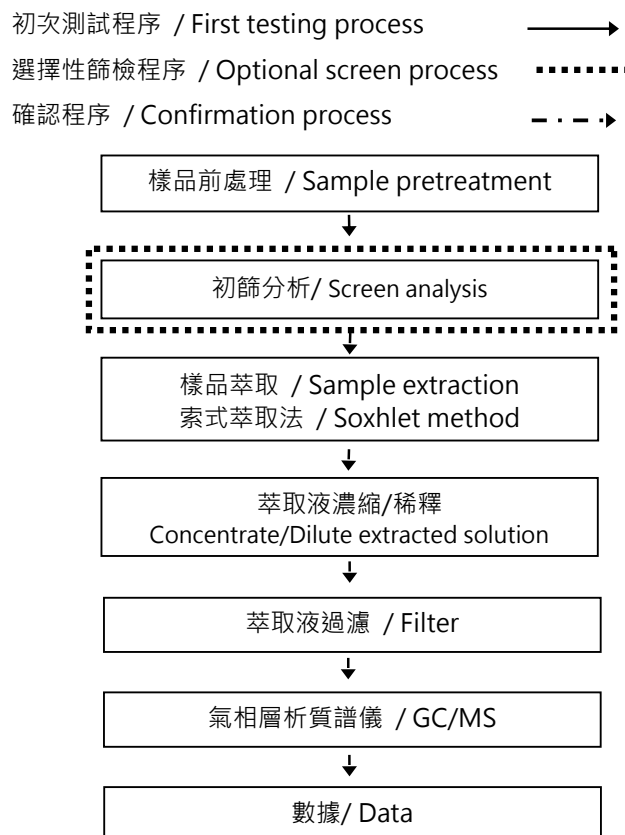 初次測試程序 / First testing process
選擇性篩檢程序 / Optional screen process
確認程序 / Confirmation process
樣品前處理 / Sample pretreatment
初篩分析/ Screen analysis
樣品萃取 / Sample extraction
索式萃取法 / Soxhlet method
萃取液濃縮/稀釋
Concentrate/Dilute extracted solution
萃取液過濾 / Filter
氣相層析質譜儀 / GC/MS
數據/ Data